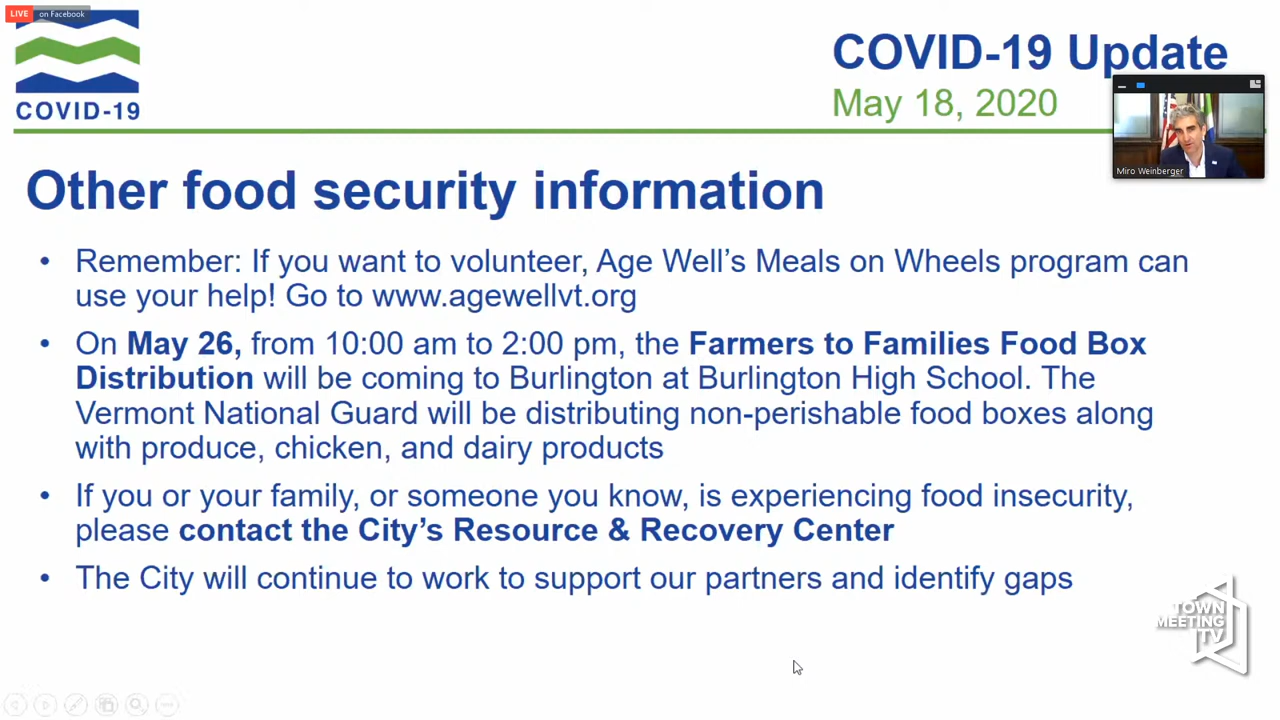 LIVE on Facebook
COVID-19
COVID-19 Update
May 18, 2020
Miro Weinberger
Other food security information
• Remember: If you want to volunteer, Age Well’s Meals on Wheels program can
use your help! Go to www.agewellvt.org
• On May 26, from 10:00 am to 2:00 pm, the Farmers to Families Food Box
Distribution will be coming to Burlington at Burlington High School. The
Vermont National Guard will be distributing non-perishable food boxes along
with produce, chicken, and dairy products
• If you or your family, or someone you know, is experiencing food insecurity,
please contact the City’s Resource & Recovery Center
• The City will continue to work to support our partners and identify gaps
TOWN
MEETING
TV